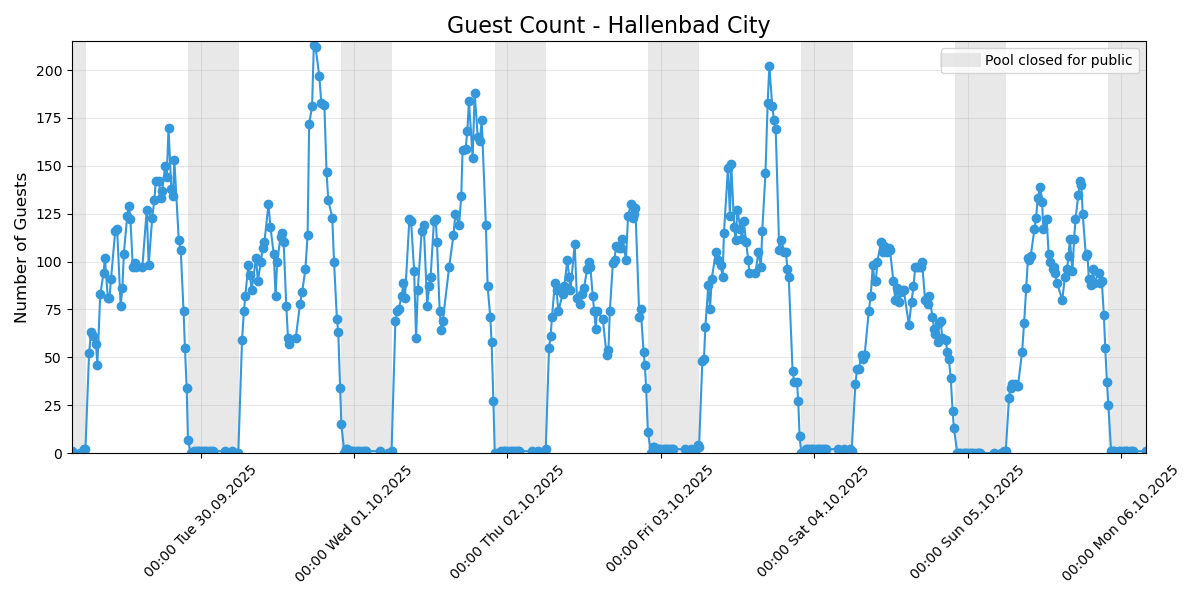 Guest Count - Hallenbad City
Pool closed for public
Number of Guests
200
175
150
125
100
75
50
25
0
00:00 Tue 30.09.2025
00:00 Wed 01.10.2025
00:00 Thu 02.10.2025
00:00 Fri 03.10.2025
00:00 Sat 04.10.2025
00:00 Sun 05.10.2025
00:00 Mon 06.10.2025